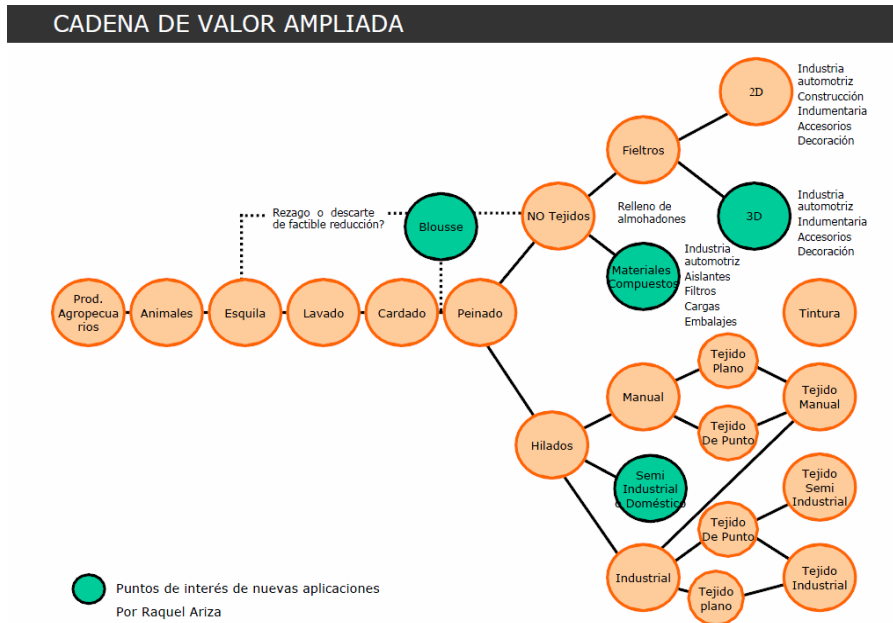 CADENA DE VALOR AMPLIADA
2D
Industria
automotriz
Construcción
Indumentaria
Accesorios
Decoración
Fieltros
Rezago o descarte
de factible reducción?
Blousse
NO Tejidos
Relleno de
almohadones
3D
Industria
automotriz
Indumentaria
Accesorios
Decoración
Materiales
Compuestos
Industria
automotriz
Aislantes
Filtros
Cargas
Embalajes
Prod.
Agropecua
rios
Animales
Esquila
Lavado
Cardado
Peinado
Tintura
Tejido
Plano
Manual
Tejido
Manual
Tejido
De Punto
Hilados
Semi
Industrial
o Doméstico
Tejido
Semi
Industrial
Tejido
De Punto
Industrial
Tejido
plano
Tejido
Industrial
Puntos de interés de nuevas aplicaciones
Por Raquel Ariza